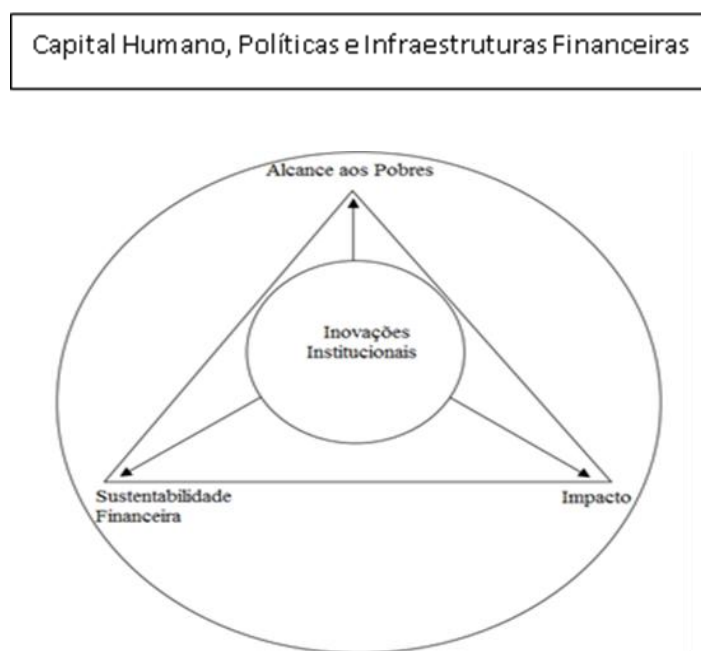 Capital Humano, Políticas e Infraestruturas Financeiras
Alcance aos Pobres
Inovações
Institucionais
Sustentabilidade
Financeira
Impacto